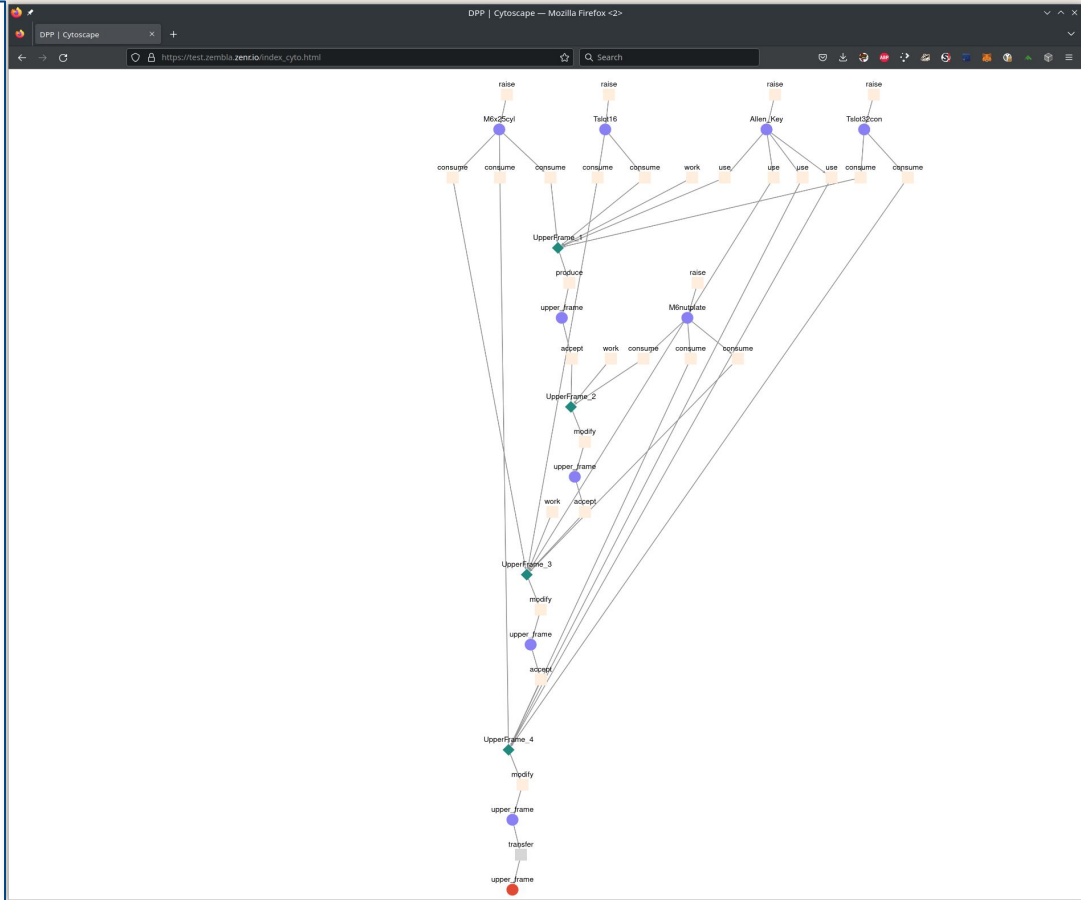 DPP | Cytoscape — Mozilla Firefox <2>
DPP | Cytoscape
https://test.zembla.zenr.io/index_cyto.html
Search
raise raise raise raise
M6x25cyl Tslot16 Allen_Key Tslot32con
consume consume consume consume consume work use use use use consume consume
UpperFrame_1
produce raise
upper_frame M6nutplate
accept work consume consume consume
UpperFrame_2
modify
upper_frame
work accept
UpperFrame_3
modify
upper_frame
accept
UpperFrame_4
modify
upper_frame
transfer
upper_frame